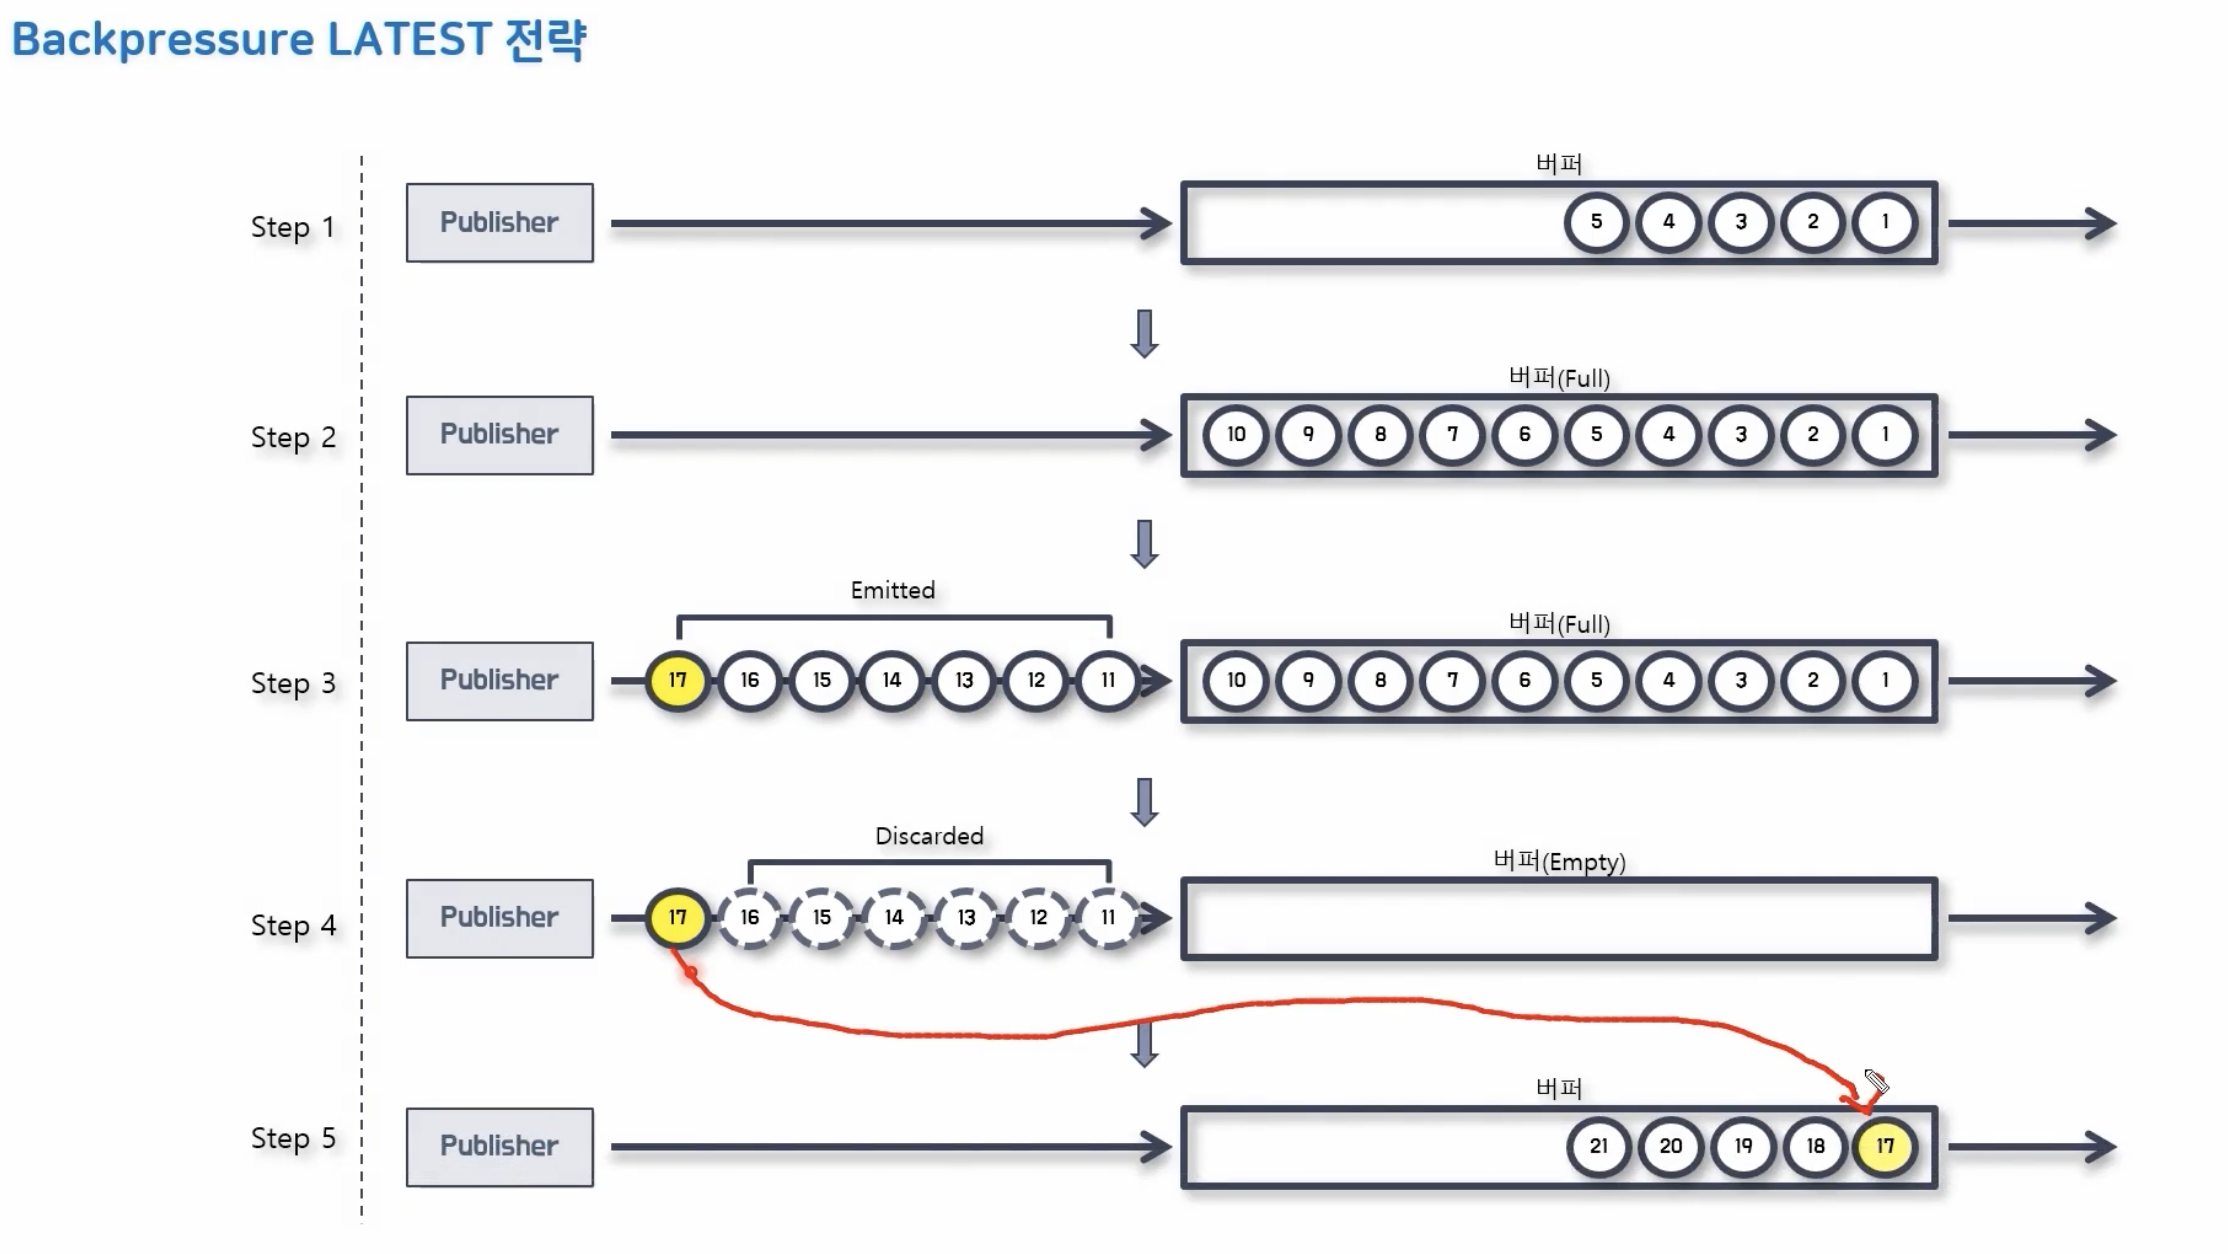 Backpressure LATEST 전략
버퍼
Step 1 Publisher 5 4 3 2 1
버퍼(Full)
Step 2 Publisher 10 9 8 7 6 5 4 3 2 1
Emitted 버퍼(Full)
Step 3 Publisher 17 16 15 14 13 12 11 10 9 8 7 6 5 4 3 2 1
Discarded 버퍼(Empty)
Step 4 Publisher 17 16 15 14 13 12 11
버퍼
Step 5 Publisher 21 20 19 18 17